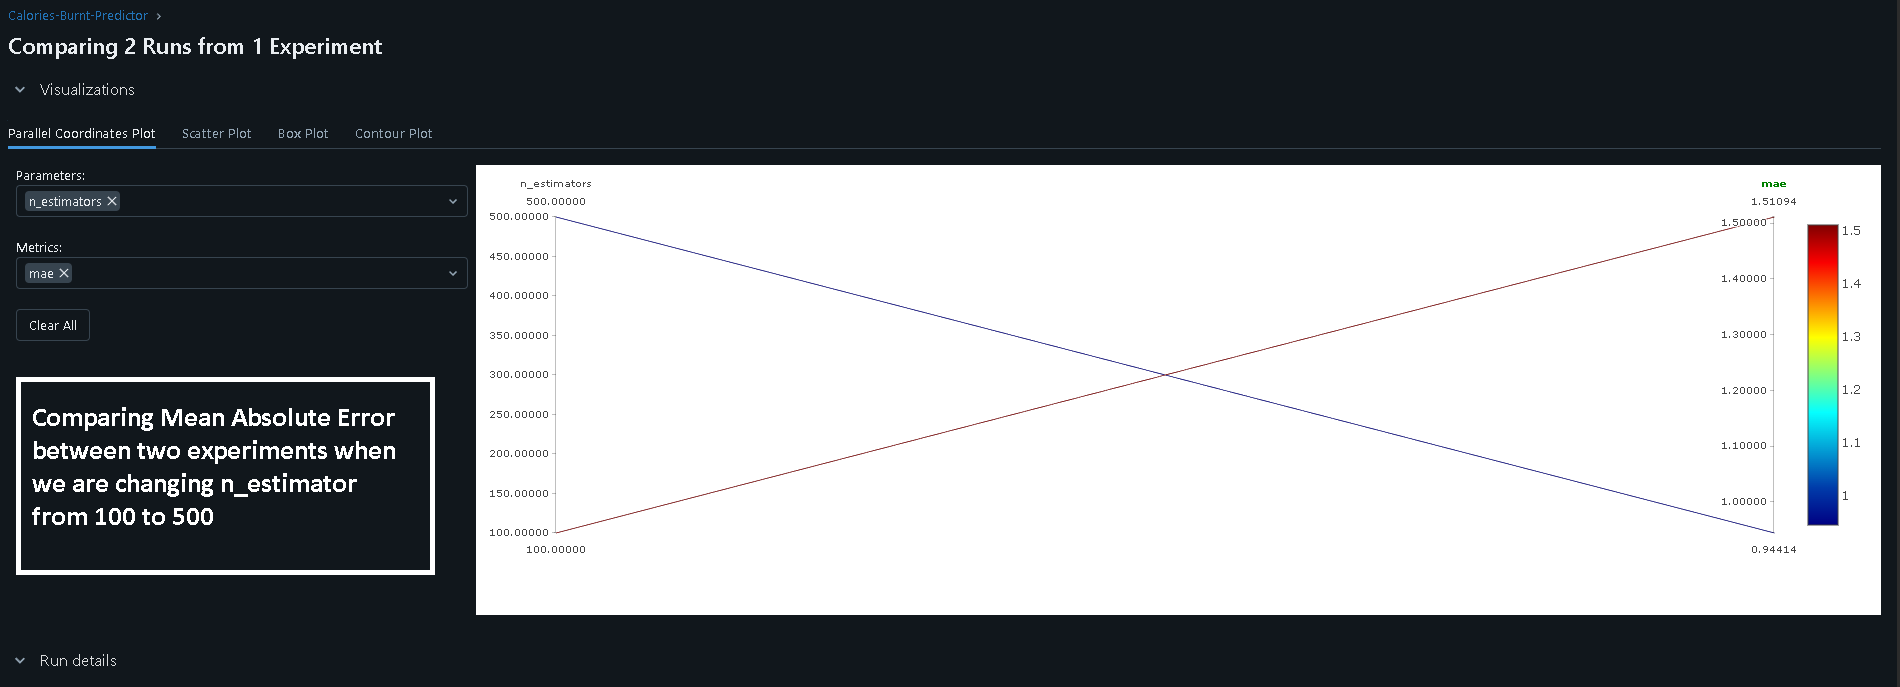 Calories-Burnt-Predictor
Comparing 2 Runs from 1 Experiment
Visualizations
Parallel Coordinates Plot Scatter Plot Box Plot Contour Plot
Parameters:
n_estimators
Metrics:
mae
Clear All
Comparing Mean Absolute Error
between two experiments when
we are changing n_estimator
from 100 to 500
n_estimators
500.00000
500.00000
450.00000
400.00000
350.00000
300.00000
250.00000
200.00000
150.00000
100.00000
100.00000
mae
1.51094
1.50000
1.40000
1.30000
1.20000
1.10000
1.00000
0.94414
1.5
1.4
1.3
1.2
1.1
1
Run details